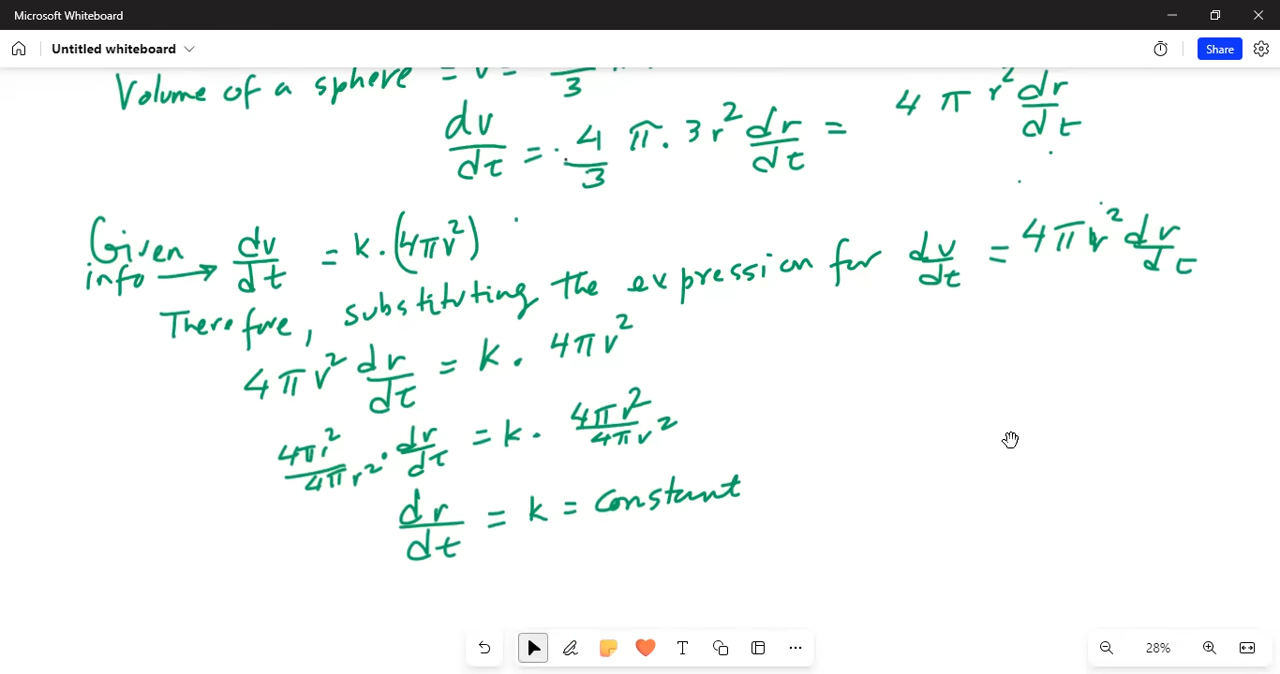 Microsoft Whiteboard
Untitled whiteboard
Share
Volume of a sphere = V = /3
dv/dt = 4/3 π. 3r² dr/dt = 4 π r² dr/dt
Given info → dv/dt = k.(4πr²)
Therefore, substituting the expression for dv/dt = 4πr² dr/dt
4πr² dr/dt = k. 4πr²
4πr²/4πr² . dr/dt = k. 4πr²/4πr²
dr/dt = k = constant
28%